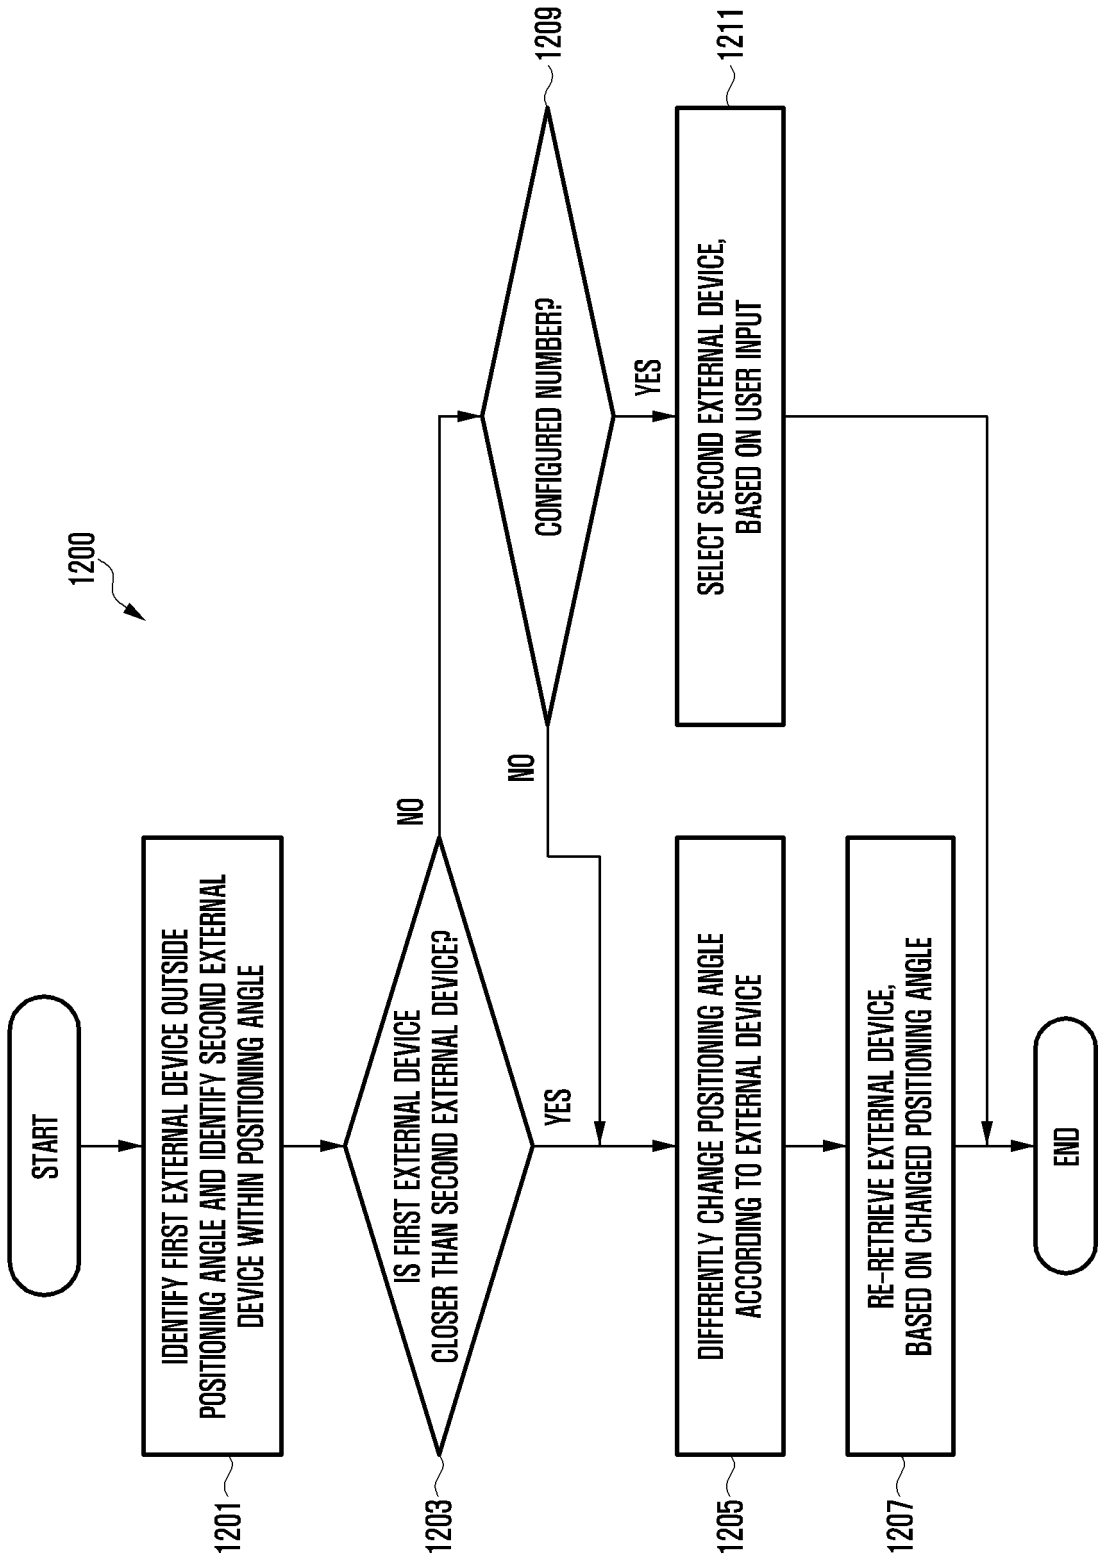 1200
START
1201
IDENTIFY FIRST EXTERNAL DEVICE OUTSIDE
POSITIONING ANGLE AND IDENTIFY SECOND EXTERNAL
DEVICE WITHIN POSITIONING ANGLE
1203
IS FIRST EXTERNAL DEVICE
CLOSER THAN SECOND EXTERNAL DEVICE?
NO
YES
1209
CONFIGURED NUMBER?
NO
YES
1205
DIFFERENTLY CHANGE POSITIONING ANGLE
ACCORDING TO EXTERNAL DEVICE
1211
SELECT SECOND EXTERNAL DEVICE,
BASED ON USER INPUT
1207
RE-RETRIEVE EXTERNAL DEVICE,
BASED ON CHANGED POSITIONING ANGLE
END